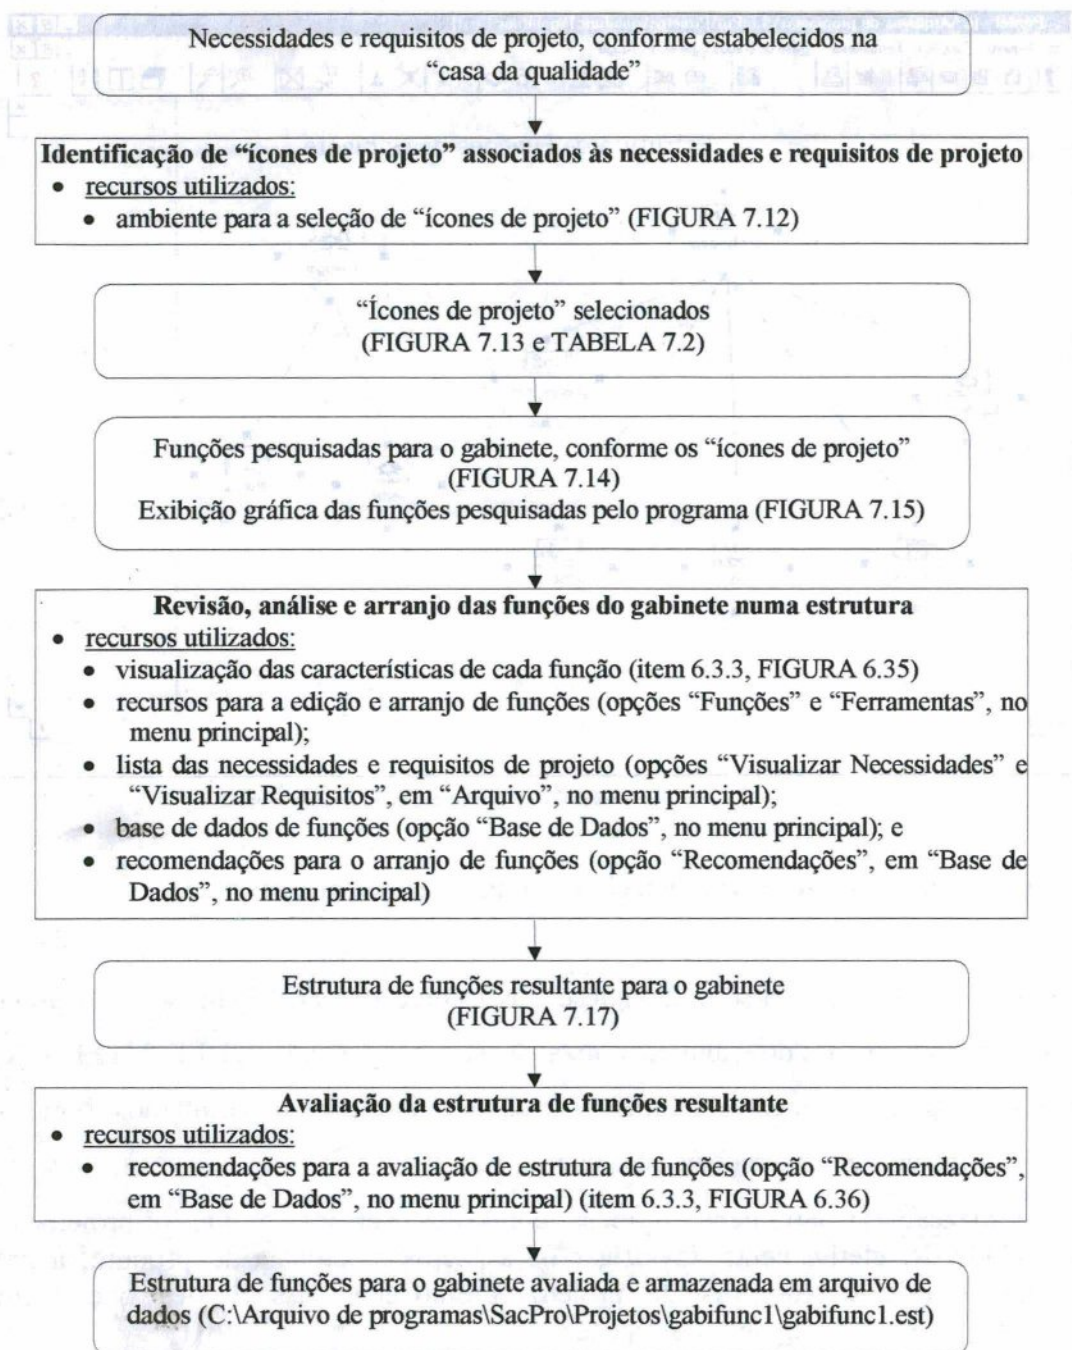 Necessidades e requisitos de projeto, conforme estabelecidos na
“casa da qualidade”
Identificação de “ícones de projeto” associados às necessidades e requisitos de projeto
• recursos utilizados:
• ambiente para a seleção de “ícones de projeto” (FIGURA 7.12)
“Ícones de projeto” selecionados
(FIGURA 7.13 e TABELA 7.2)
Funções pesquisadas para o gabinete, conforme os “ícones de projeto”
(FIGURA 7.14)
Exibição gráfica das funções pesquisadas pelo programa (FIGURA 7.15)
Revisão, análise e arranjo das funções do gabinete numa estrutura
• recursos utilizados:
• visualização das características de cada função (item 6.3.3, FIGURA 6.35)
• recursos para a edição e arranjo de funções (opções “Funções” e “Ferramentas”, no
menu principal);
• lista das necessidades e requisitos de projeto (opções “Visualizar Necessidades” e
“Visualizar Requisitos”, em “Arquivo”, no menu principal);
• base de dados de funções (opção “Base de Dados”, no menu principal); e
• recomendações para o arranjo de funções (opção “Recomendações”, em “Base de
Dados”, no menu principal)
Estrutura de funções resultante para o gabinete
(FIGURA 7.17)
Avaliação da estrutura de funções resultante
• recursos utilizados:
• recomendações para a avaliação de estrutura de funções (opção “Recomendações”,
em “Base de Dados”, no menu principal) (item 6.3.3, FIGURA 6.36)
Estrutura de funções para o gabinete avaliada e armazenada em arquivo de
dados (C:\Arquivo de programas\SacPro\Projetos\gabifunc1\gabifunc1.est)